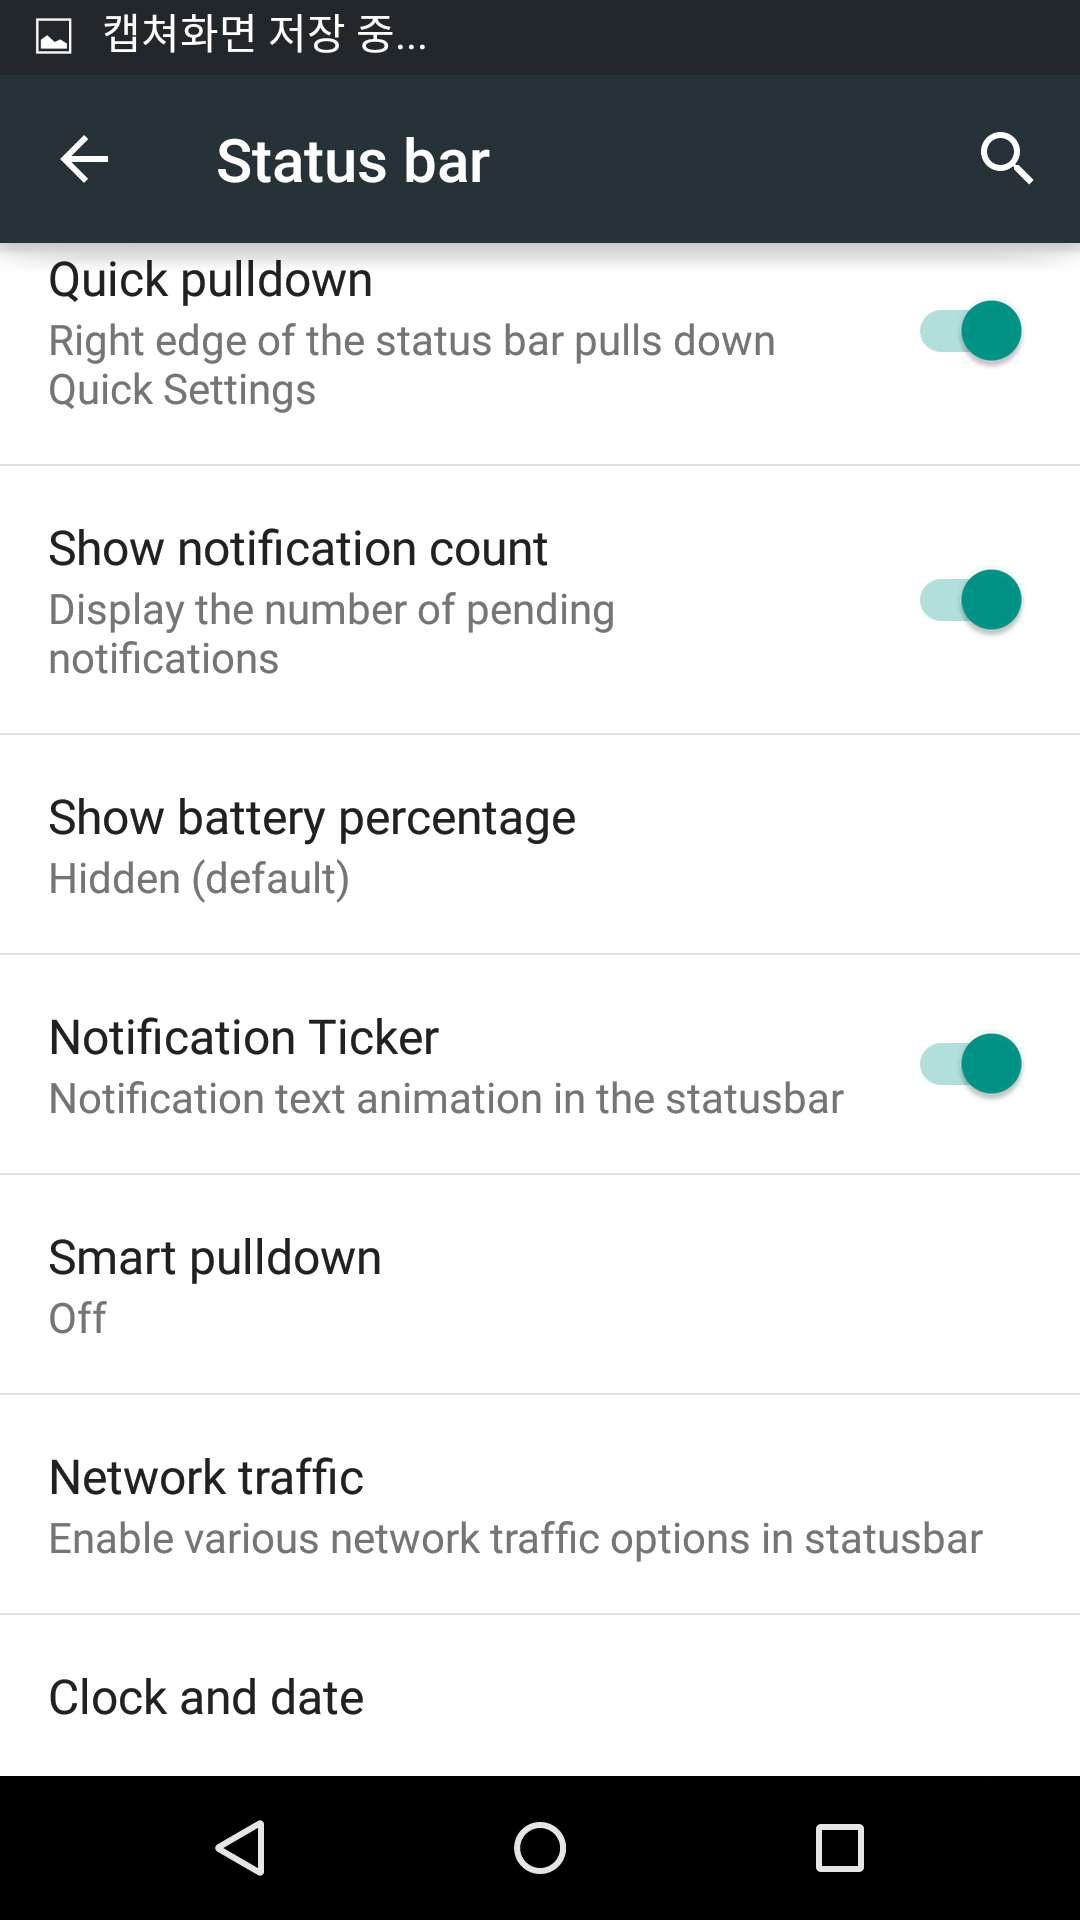 캡쳐화면 저장 중...
Status bar
Quick pulldown
Right edge of the status bar pulls down
Quick Settings
Show notification count
Display the number of pending
notifications
Show battery percentage
Hidden (default)
Notification Ticker
Notification text animation in the statusbar
Smart pulldown
Off
Network traffic
Enable various network traffic options in statusbar
Clock and date